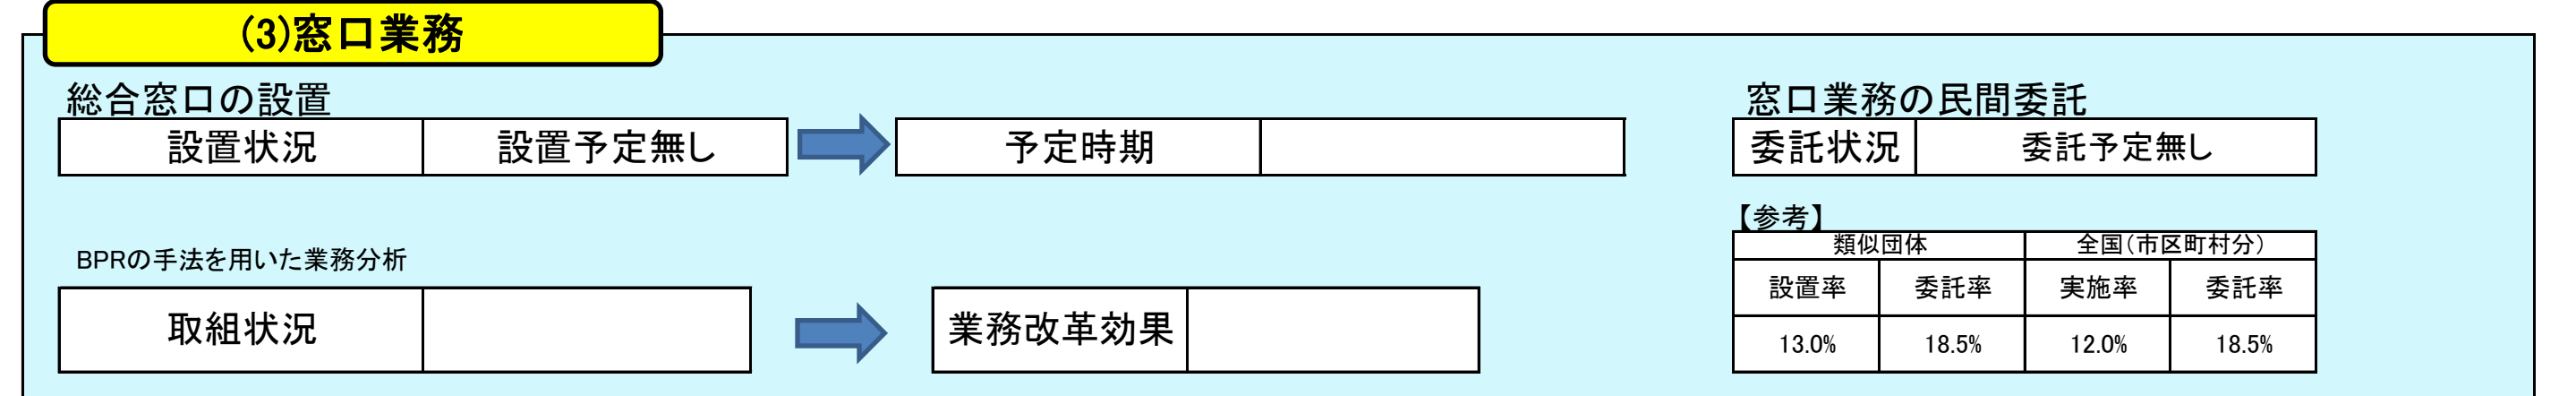 (3)窓口業務
総合窓口の設置
設置状況 設置予定無し 予定時期
窓口業務の民間委託
委託状況 委託予定無し
BPRの手法を用いた業務分析
取組状況 業務改革効果
【参考】
類似団体 全国(市区町村分)
設置率 委託率 実施率 委託率
13.0% 18.5% 12.0% 18.5%